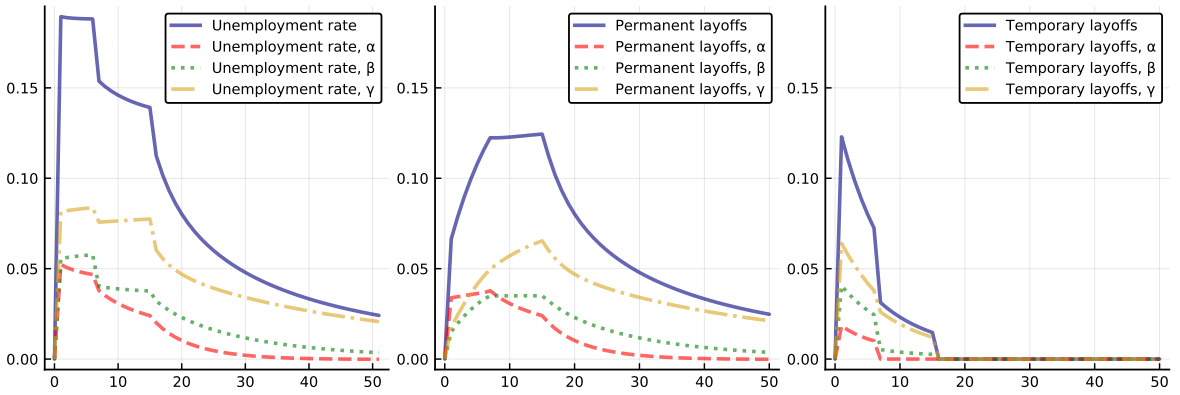 Unemployment rate
Unemployment rate, α
Unemployment rate, β
Unemployment rate, γ
0.15
0.10
0.05
0.00
0 10 20 30 40 50
Permanent layoffs
Permanent layoffs, α
Permanent layoffs, β
Permanent layoffs, γ
0.15
0.10
0.05
0.00
0 10 20 30 40 50
Temporary layoffs
Temporary layoffs, α
Temporary layoffs, β
Temporary layoffs, γ
0.15
0.10
0.05
0.00
0 10 20 30 40 50